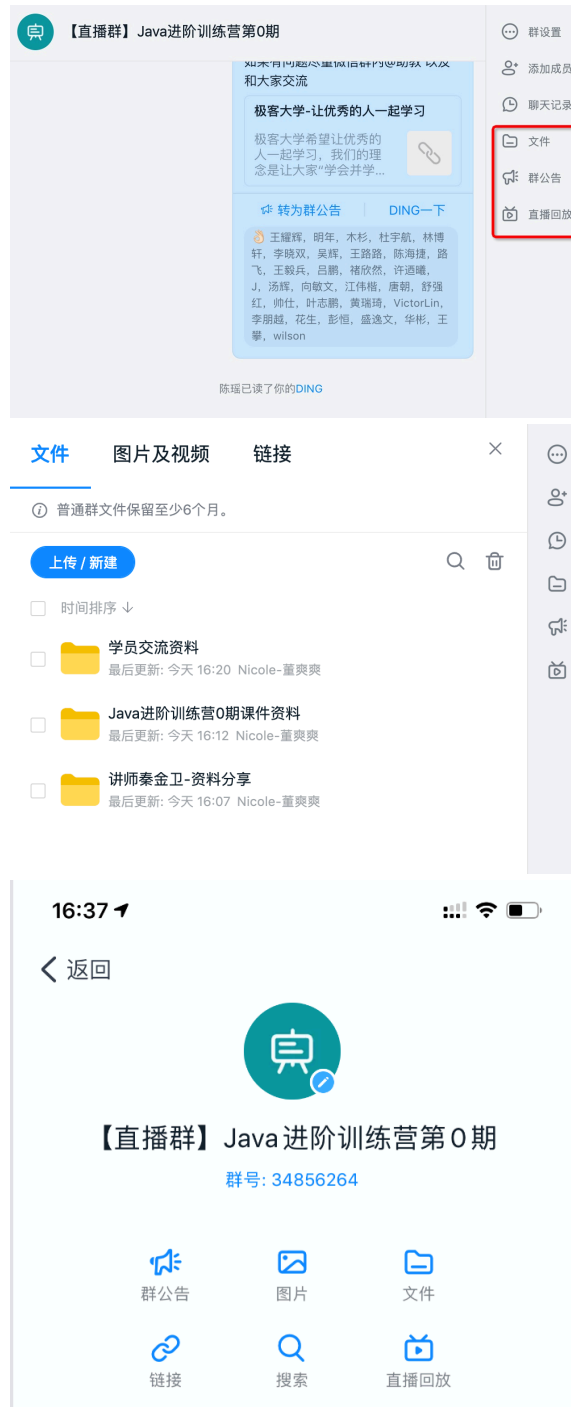 【直播群】Java进阶训练营第0期
如果有问题尽量微信群内@助教 以及
和大家交流
极客大学-让优秀的人一起学习
极客大学希望让优秀的
人一起学习，我们的理
念是让大家“学会并学...
转为群公告
DING一下
王耀辉，明年，木杉，杜宇航，林博
轩，李晓双，吴辉，王路路，陈海捷，路
飞，王毅兵，吕鹏，褚欣然，许迺曦，
J，汤辉，向敏文，江伟楷，唐朝，舒强
红，帅仕，叶志鹏，黄瑞琦，VictorLin，
李朋越，花生，彭恒，盛逸文，华彬，王
攀，wilson
陈瑶已读了你的DING
群设置
添加成员
聊天记录
文件
群公告
直播回放
文件
图片及视频
链接
普通群文件保留至少6个月。
上传 / 新建
时间排序
学员交流资料
最后更新: 今天 16:20 Nicole-董爽爽
Java进阶训练营0期课件资料
最后更新: 今天 16:12 Nicole-董爽爽
讲师秦金卫-资料分享
最后更新: 今天 16:07 Nicole-董爽爽
16:37
返回
【直播群】Java 进阶训练营第 0 期
群号: 34856264
群公告
图片
文件
链接
搜索
直播回放